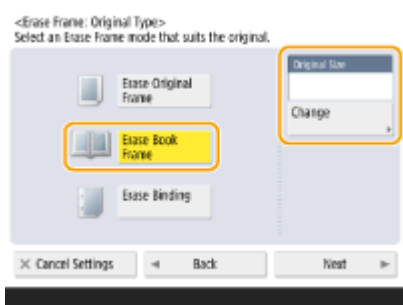 <Erase Frame: Original Type>
Select an Erase Frame mode that suits the original.
Original Size
Erase Original
Frame
Change
Erase Book
Frame
Erase Binding
× Cancel Settings
Back
Next